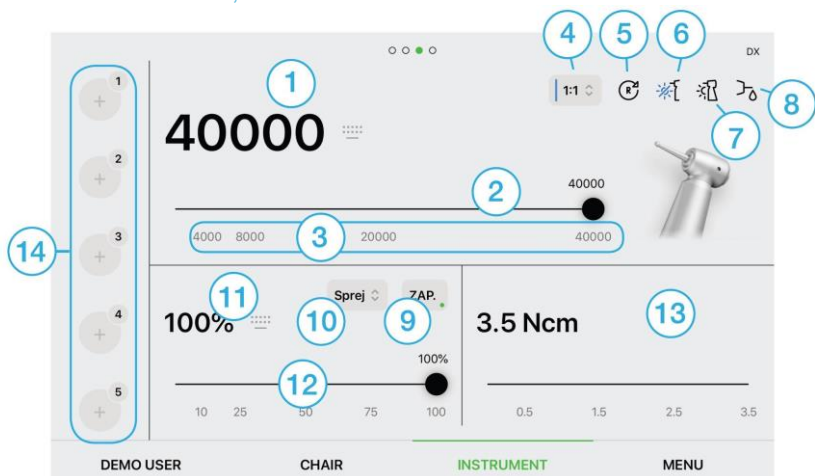 4
5
6
DX
1
1:1
R
8
7
40000
2
40000
3
4000 8000 20000 40000
14
1
2
3
4
5
11
Sprej
ZAP.
100%
10
9
3.5 Ncm
13
100%
12
10 25 50 75 100
0.5 1.5 2.5 3.5
DEMO USER CHAIR INSTRUMENT MENU